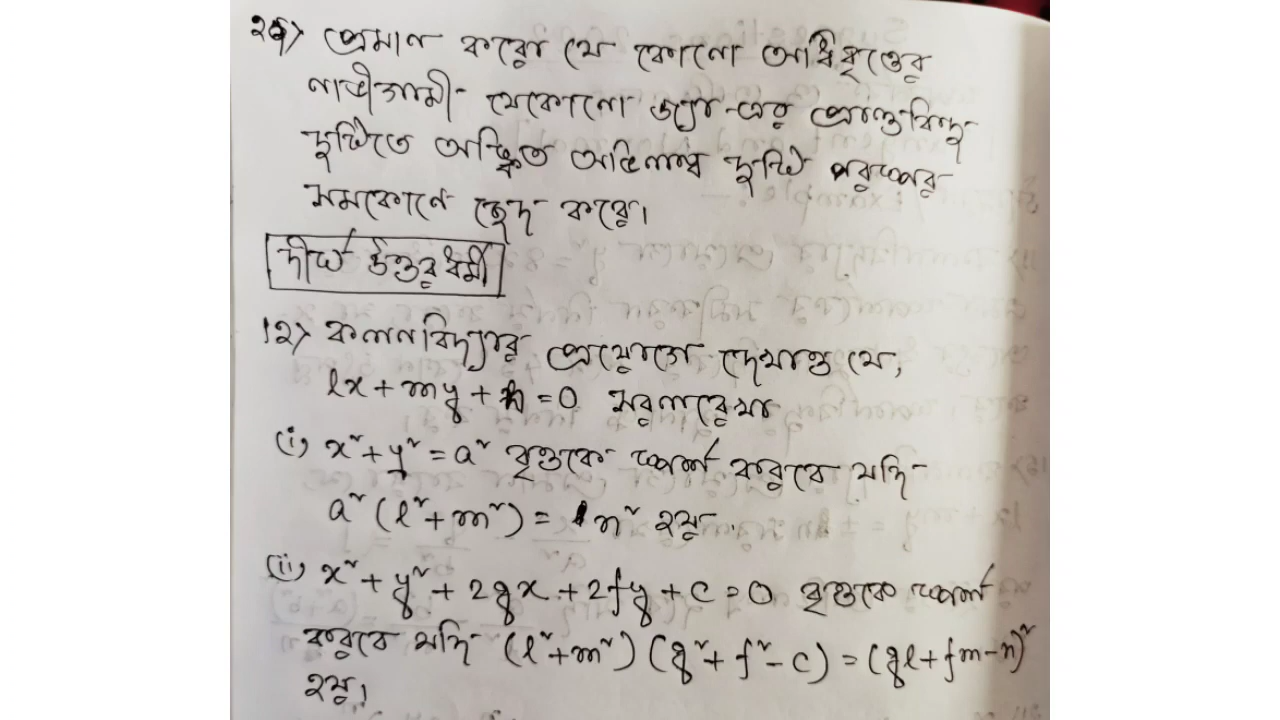 ২৫) প্রমাণ করো যে কোনো অধিবৃত্তের
নাভীগামী যেকোনো জ্যা-এর প্রান্তবিন্দু
দুটিতে অঙ্কিত অভিলম্ব দুটি পরস্পর
সমকোণে ছেদ করে।
দীর্ঘ উত্তরধর্মী
১২) কলনবিদ্যার প্রয়োগে দেখাও যে,
lx + my + n = 0 সরলরেখা
(i) x² + y² = a² বৃত্তকে স্পর্শ করবে যদি
a² (l² + m²) = n² হয়.
(ii) x² + y² + 2gx + 2fy + c = 0 বৃত্তকে স্পর্শ
করবে যদি (l² + m²) (g² + f² - c) = (gl + fm - n)²
হয়।